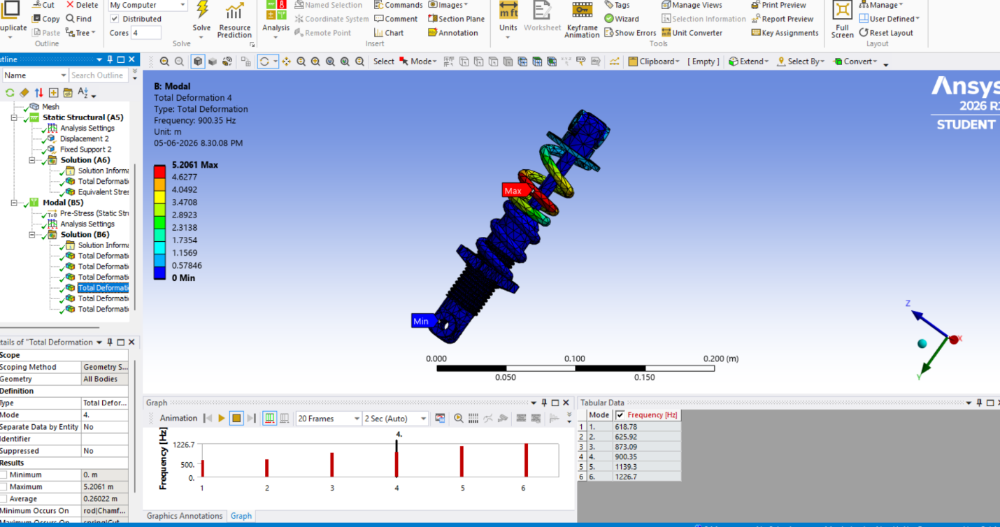 Cut Delete My Computer Named Selection Commands Images Tags Manage Views Print Preview Manage
uplicate Copy Find Distributed Solve Resource Prediction Analysis Coordinate System Comment Section Plane Units Worksheet Keyframe Animation Wizard Selection Information Report Preview Full Screen User Defined
Paste Tree Cores 4 Remote Point Chart Annotation Show Errors Unit Converter Key Assignments Reset Layout
Outline Solve Insert Tools Layout
utline
Select Mode Clipboard [ Empty ] Extend Select By Convert
Name Search Outline
Mesh
Static Structural (A5)
Analysis Settings
Displacement 2
Fixed Support 2
Solution (A6)
Solution Informa
Total Deformati
Equivalent Stres
Modal (B5)
Pre-Stress (Static Stru
Analysis Settings
Solution (B6)
Solution Informa
Total Deformati
Total Deformati
Total Deformati
Total Deformati
Total Deformati
Total Deformati
B: Modal
Total Deformation 4
Type: Total Deformation
Frequency: 900.35 Hz
Unit: m
05-06-2026 8.30.08 PM
5.2061 Max
4.6277
4.0492
3.4708
2.8923
2.3138
1.7354
1.1569
0.57846
0 Min
Max
Min
Ansys
2026 R1
STUDENT
0.000 0.100 0.200 (m)
0.050 0.150
Z
X
Y
tails of "Total Deformation
Scope
Scoping Method Geometry S...
Geometry All Bodies
Definition
Type Total Defor...
Mode 4.
Separate Data by Entity No
Identifier
Suppressed No
Results
Minimum 0. m
Maximum 5.2061 m
Average 0.26022 m
Minimum Occurs On rod|Chamf...
Graph
Animation 20 Frames 2 Sec (Auto)
Frequency [Hz]
1226.7
500.
0.
4.
1 2 3 4 5 6
Graphics Annotations Graph
Tabular Data
Mode Frequency [Hz]
1 1. 618.78
2 2. 625.92
3 3. 873.09
4 4. 900.35
5 5. 1139.3
6 6. 1226.7